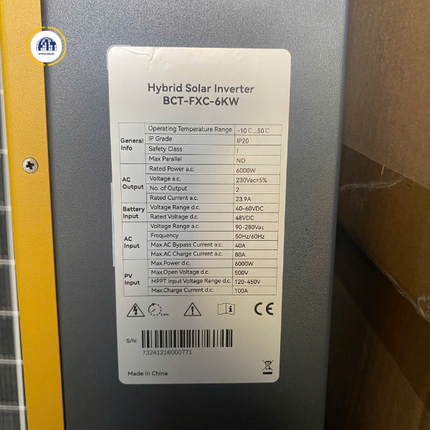 Hybrid Solar Inverter
BCT-FXC-6KW
General Info
Operating Temperature Range -10℃...50℃
IP Grade IP20
Safety Class I
Max Parallel NO
AC Output
Rated Power a.c. 6000W
Voltage a.c. 230Vac±5%
No. of Output 2
Rated Current a.c. 23.9A
Battery Input
Voltage Range d.c. 40-60VDC
Rated Voltage d.c. 48VDC
AC Input
Voltage Range a.c. 90-280Vac
Frequency 50Hz/60Hz
Max.AC Bypass Current a.c. 40A
Max.AC Charge Current a.c. 80A
PV Input
Max.Power d.c. 6000W
Max.Open Voltage d.c. 500V
MPPT Input Voltage Range d.c. 120-450V
Max.Charge Current d.c. 100A
CE
S/N
73241216000771
Made in China